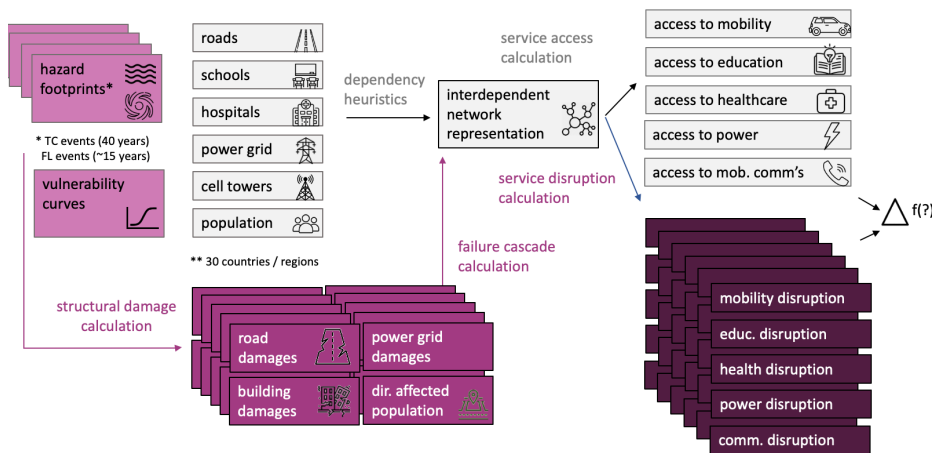 hazard
footprints*
* TC events (40 years)
FL events (~15 years)
vulnerability
curves
roads
schools
hospitals
power grid
cell towers
population
** 30 countries / regions
dependency
heuristics
service access
calculation
interdependent
network
representation
access to mobility
access to education
access to healthcare
access to power
access to mob. comm's
f(?)
service disruption
calculation
failure cascade
calculation
structural damage
calculation
road
damages
power grid
damages
building
damages
dir. affected
population
mobility disruption
educ. disruption
health disruption
power disruption
comm. disruption